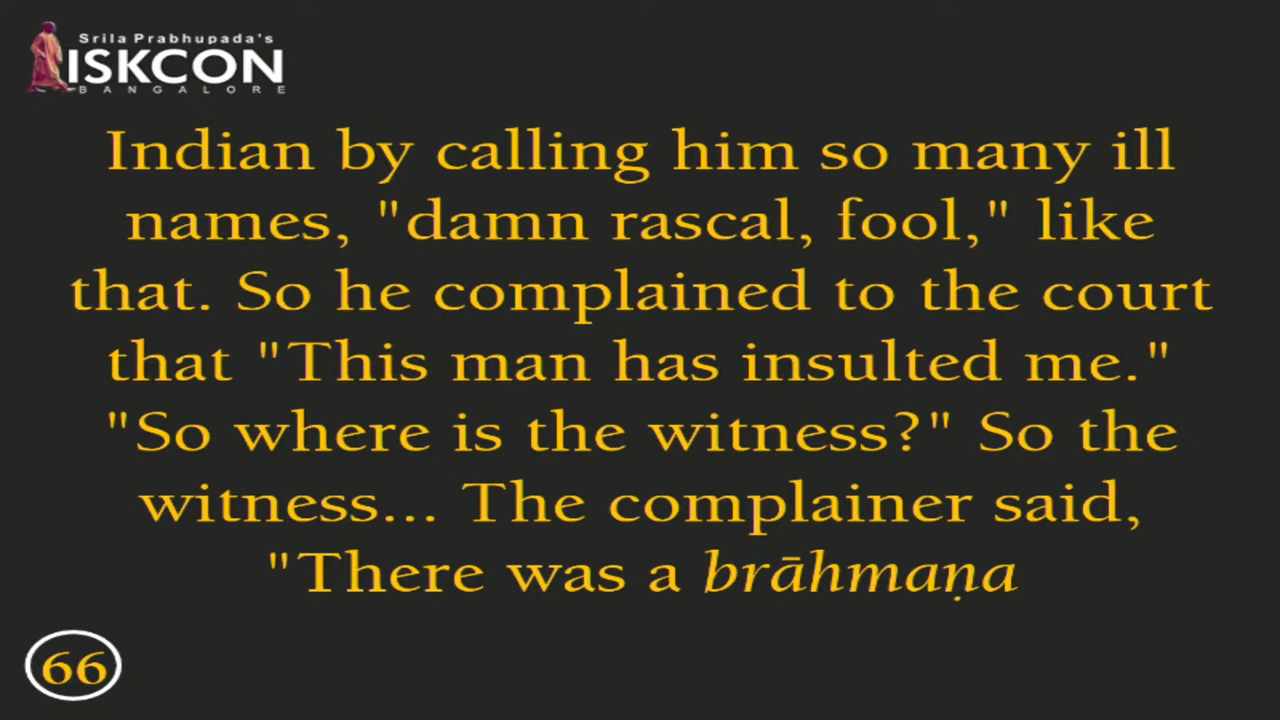 Srila Prabhupada's
ISKCON
BANGALORE
Indian by calling him so many ill
names, "damn rascal, fool," like
that. So he complained to the court
that "This man has insulted me."
"So where is the witness?" So the
witness... The complainer said,
"There was a brāhmaṇa
66